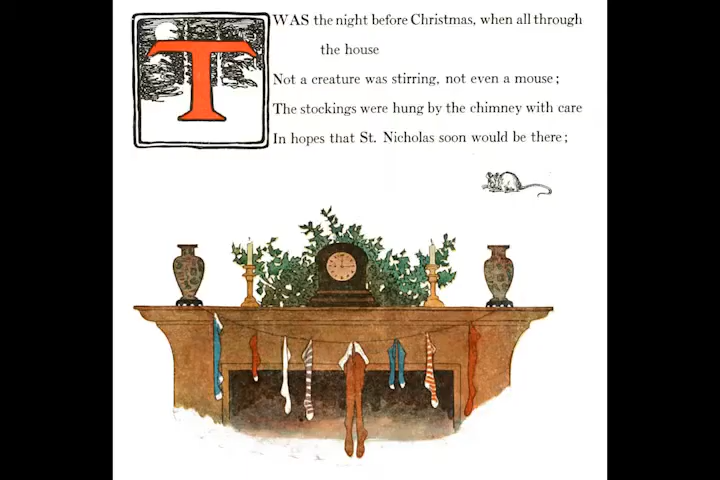 TWAS the night before Christmas, when all through
the house
Not a creature was stirring, not even a mouse;
The stockings were hung by the chimney with care
In hopes that St. Nicholas soon would be there;